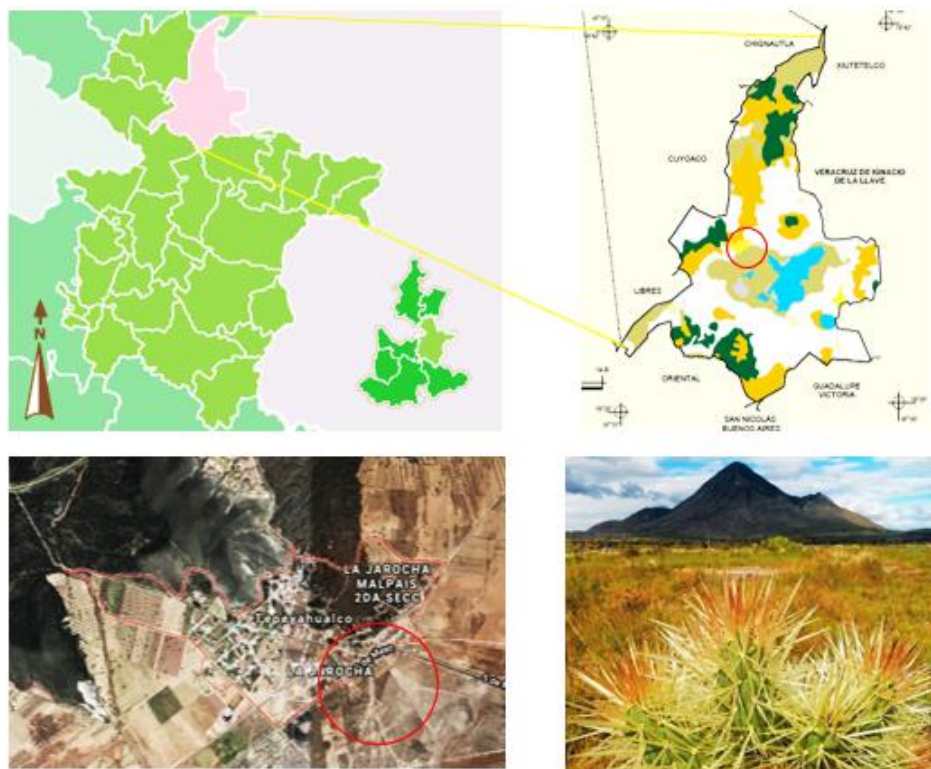 N
CHIGNAUTLA
XIUTETELCO
CUYOACO
VERACRUZ DE IGNACIO
DE LA LLAVE
LIBRES
ORIENTAL
GUADALUPE
VICTORIA
SAN NICOLÁS
BUENOS AIRES
LA JAROCHA
MALPAIS
2DA SECC
Tepeyahualco
LA JAROCHA